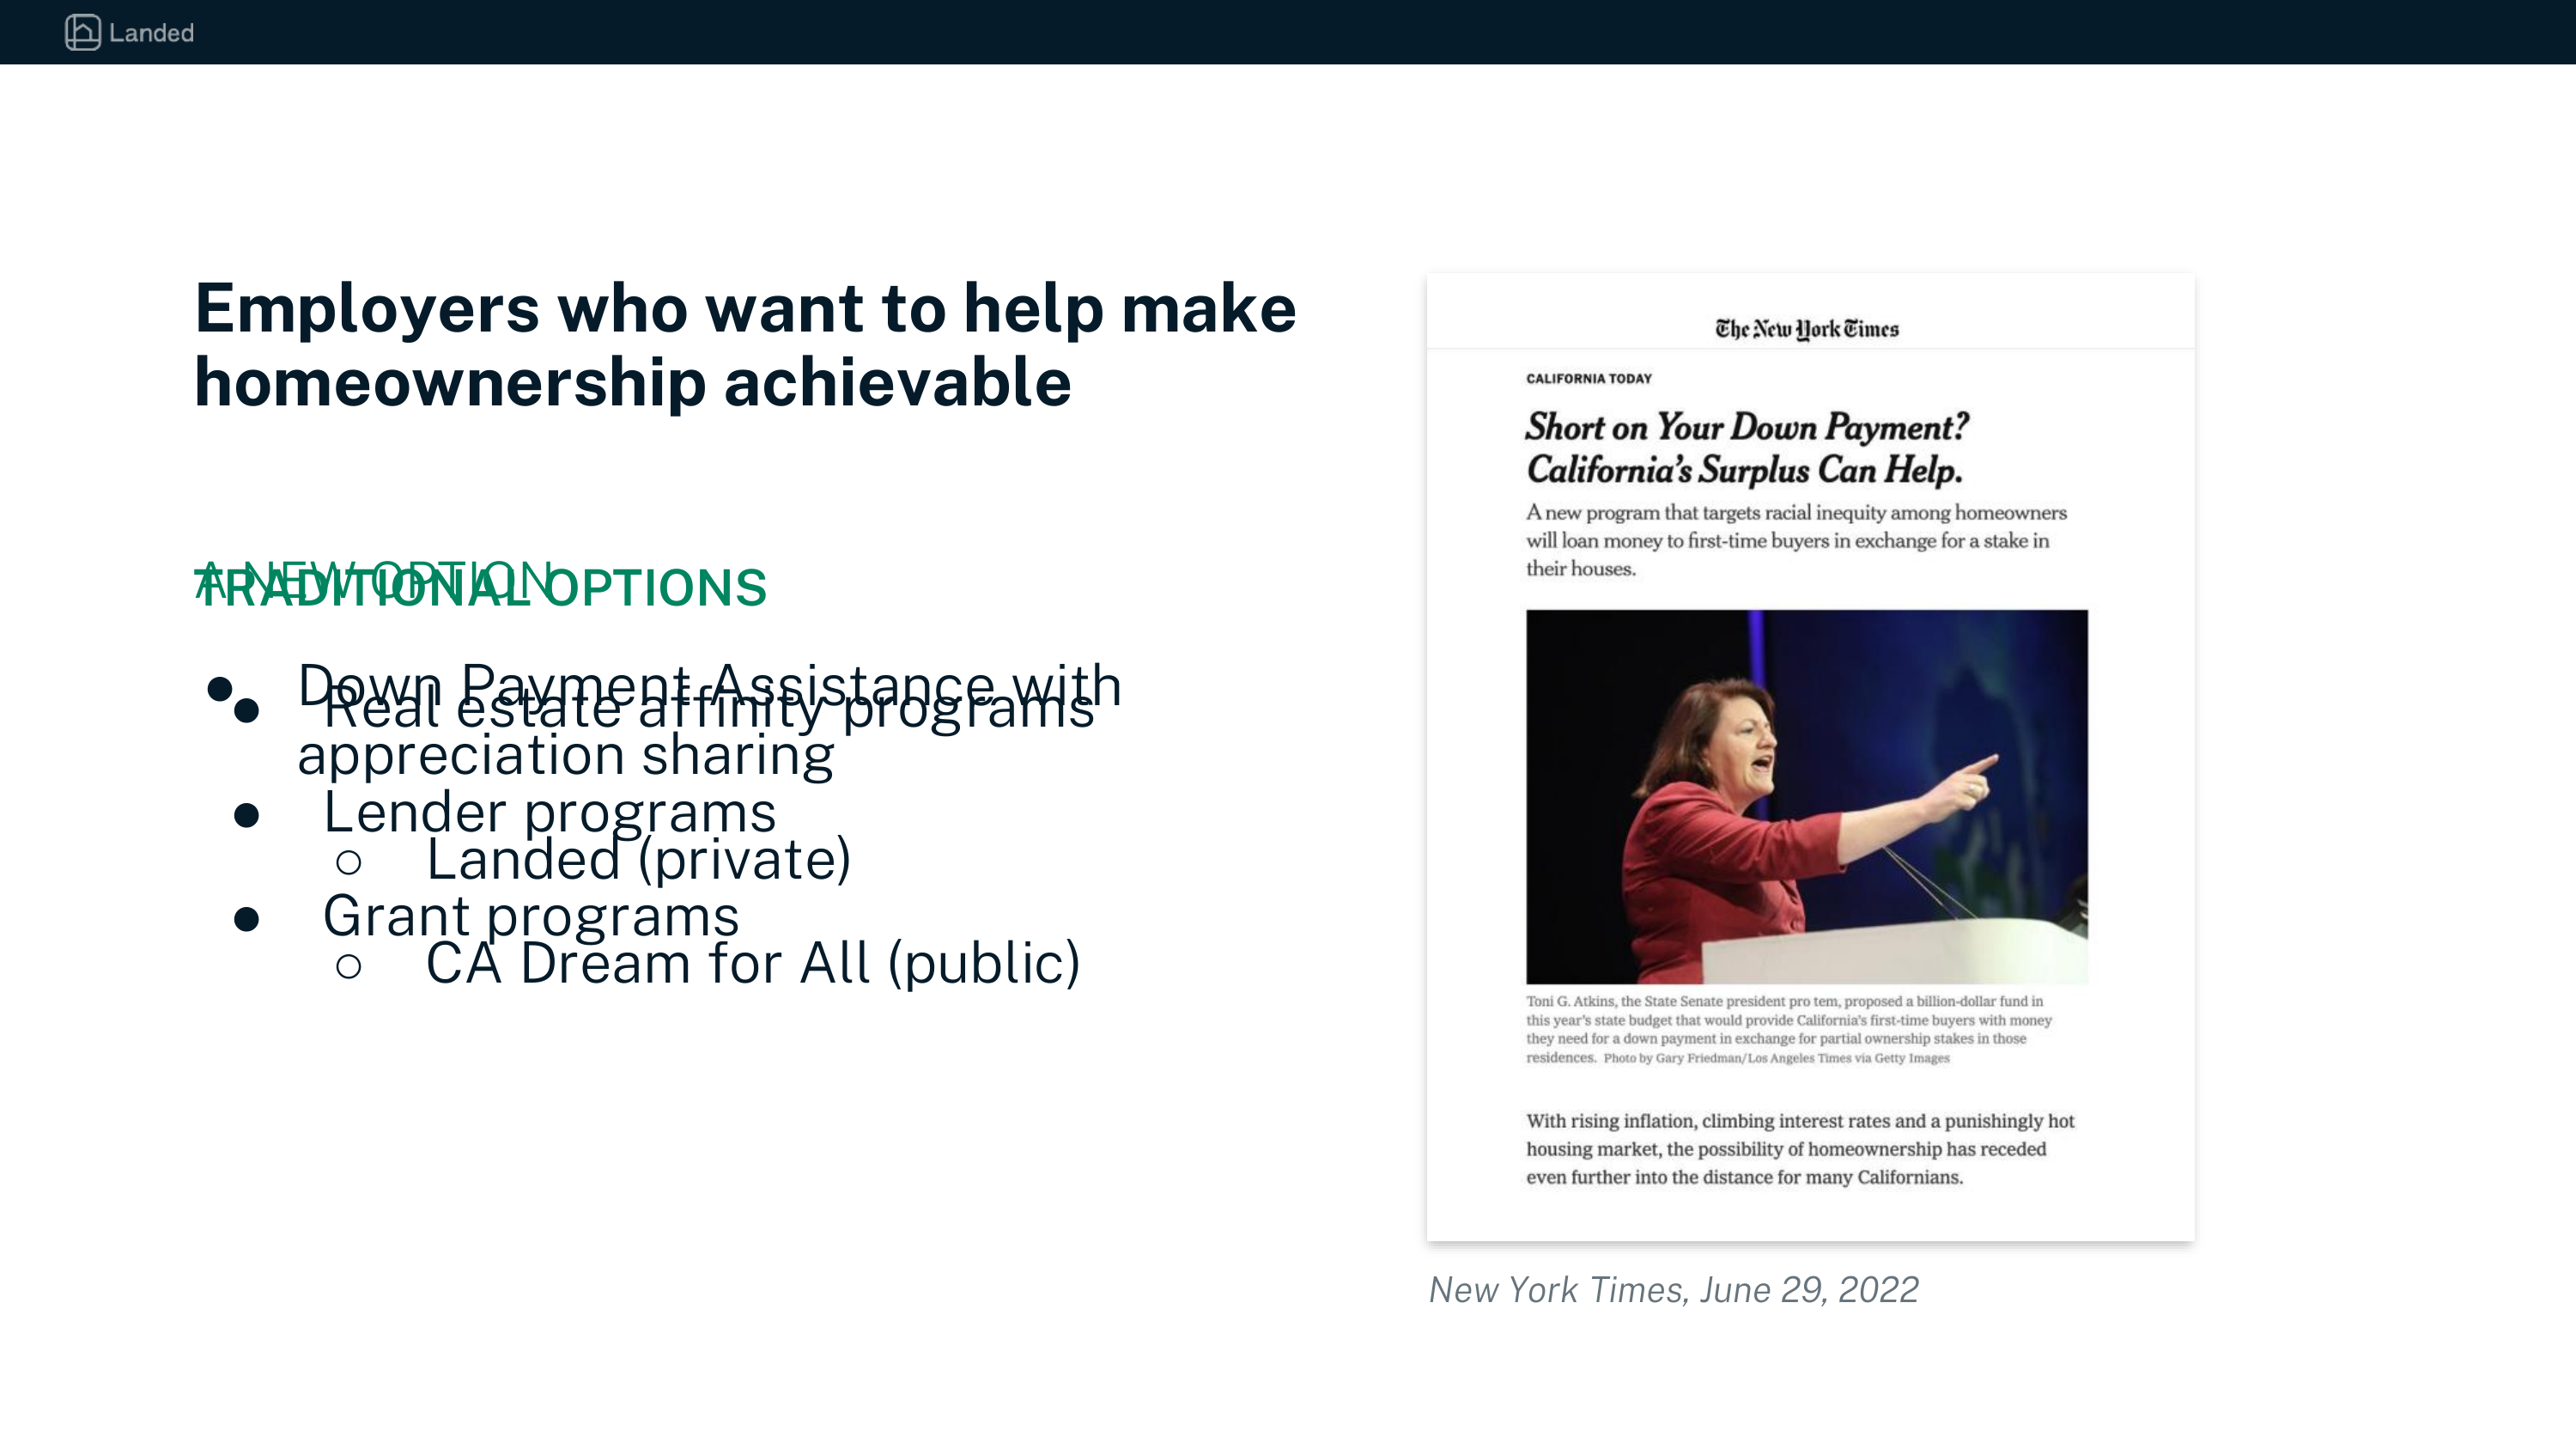 Landed
Employers who want to help make
homeownership achievable
TRADITIONAL OPTIONS
● Real estate affinity programs
● Lender programs
● Grant programs
A NEW OPTION
● Down Payment Assistance with
appreciation sharing
○ Landed (private)
○ CA Dream for All (public)
The New York Times
CALIFORNIA TODAY
Short on Your Down Payment?
California's Surplus Can Help.
A new program that targets racial inequity among homeowners
will loan money to first-time buyers in exchange for a stake in
their houses.
Toni G. Atkins, the State Senate president pro tem, proposed a billion-dollar fund in
this year's state budget that would provide California's first-time buyers with money
they need for a down payment in exchange for partial ownership stakes in those
residences. Photo by Gary Friedman/Los Angeles Times via Getty Images
With rising inflation, climbing interest rates and a punishingly hot
housing market, the possibility of homeownership has receded
even further into the distance for many Californians.
New York Times, June 29, 2022